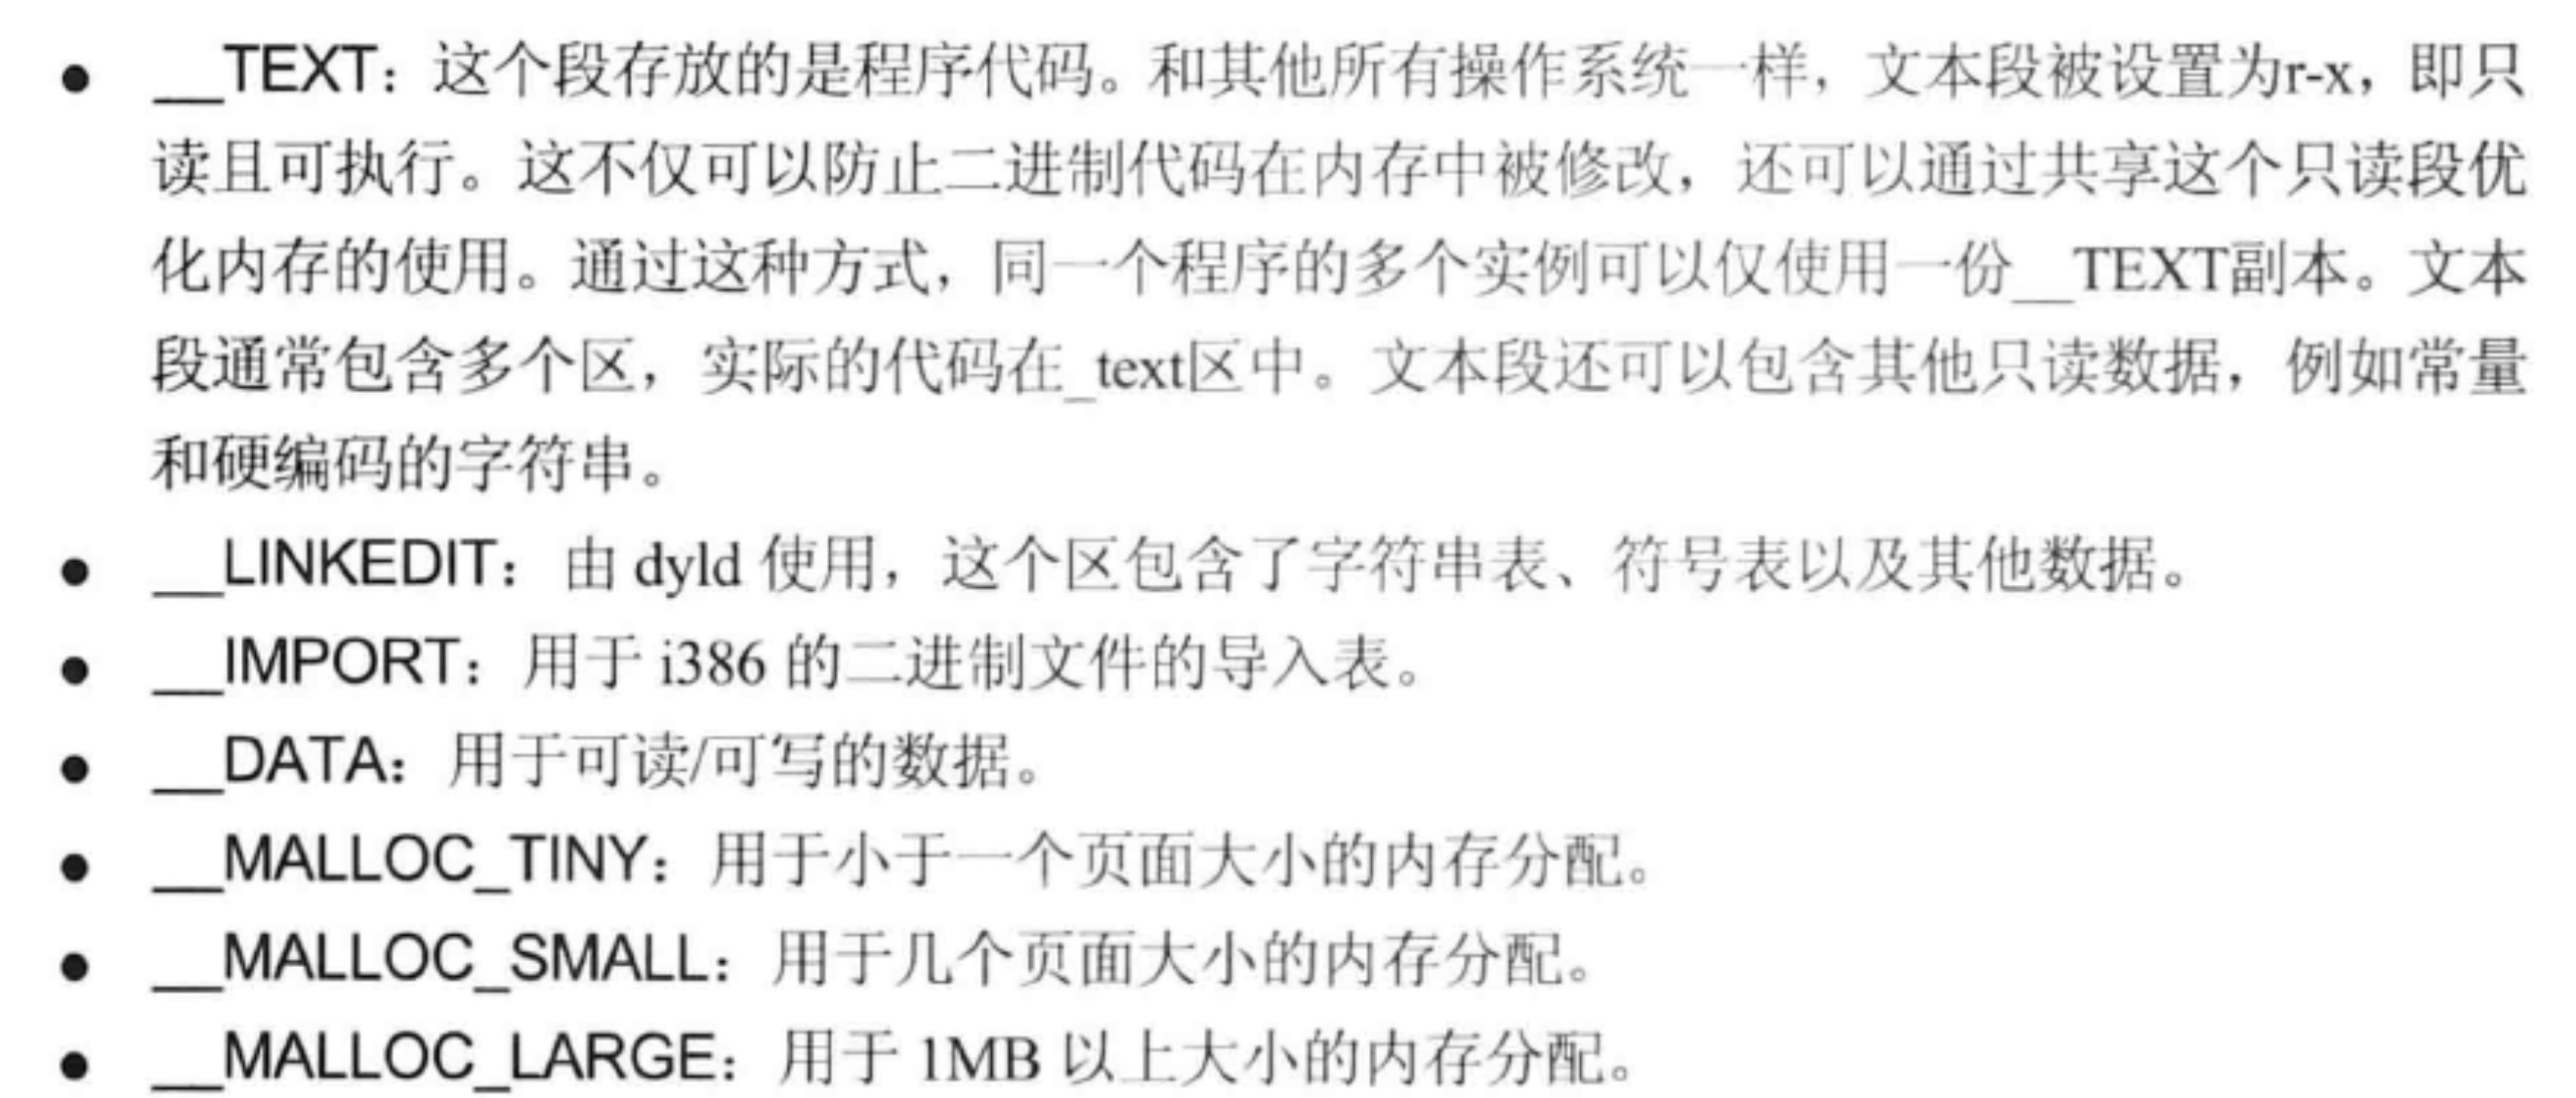 ● __TEXT：这个段存放的是程序代码。和其他所有操作系统一样，文本段被设置为r-x，即只
读且可执行。这不仅可以防止二进制代码在内存中被修改，还可以通过共享这个只读段优
化内存的使用。通过这种方式，同一个程序的多个实例可以仅使用一份__TEXT副本。文本
段通常包含多个区，实际的代码在_text区中。文本段还可以包含其他只读数据，例如常量
和硬编码的字符串。
● __LINKEDIT：由 dyld 使用，这个区包含了字符串表、符号表以及其他数据。
● __IMPORT：用于 i386 的二进制文件的导入表。
● __DATA：用于可读/可写的数据。
● __MALLOC_TINY：用于小于一个页面大小的内存分配。
● __MALLOC_SMALL：用于几个页面大小的内存分配。
● __MALLOC_LARGE：用于 1MB 以上大小的内存分配。